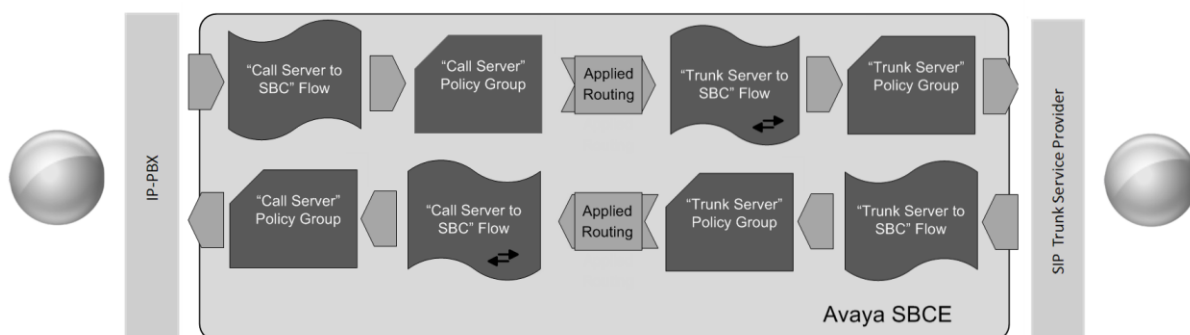 IP-PBX
“Call Server to
SBC” Flow
“Call Server”
Policy Group
Applied
Routing
“Trunk Server to
SBC” Flow
“Trunk Server”
Policy Group
“Call Server”
Policy Group
“Call Server to
SBC” Flow
Applied
Routing
“Trunk Server”
Policy Group
“Trunk Server to
SBC” Flow
Avaya SBCE
SIP Trunk Service Provider